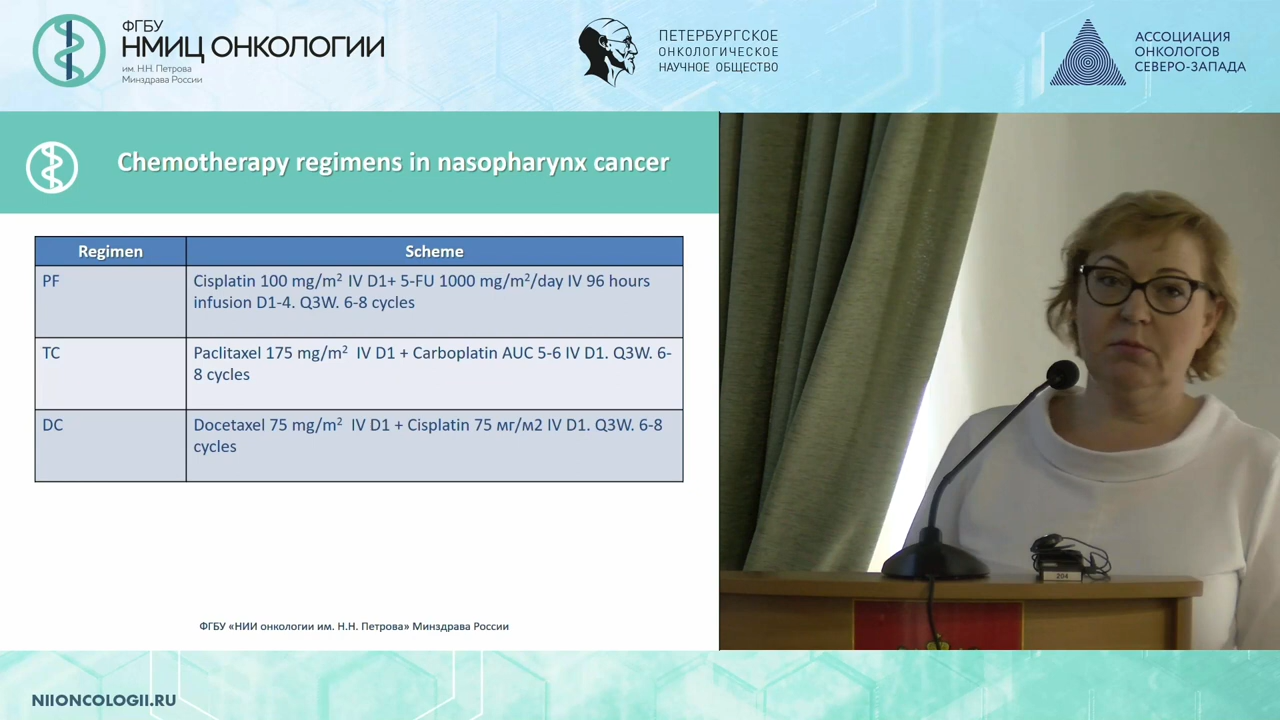 ФГБУ
НМИЦ ОНКОЛОГИИ
им. Н.Н. Петрова
Минздрава России
ПЕТЕРБУРГСКОЕ
ОНКОЛОГИЧЕСКОЕ
НАУЧНОЕ ОБЩЕСТВО
АССОЦИАЦИЯ
ОНКОЛОГОВ
СЕВЕРО-ЗАПАДА
Chemotherapy regimens in nasopharynx cancer
Regimen Scheme
PF Cisplatin 100 mg/m² IV D1+ 5-FU 1000 mg/m²/day IV 96 hours
infusion D1-4. Q3W. 6-8 cycles
TC Paclitaxel 175 mg/m² IV D1 + Carboplatin AUC 5-6 IV D1. Q3W. 6-
8 cycles
DC Docetaxel 75 mg/m² IV D1 + Cisplatin 75 мг/м2 IV D1. Q3W. 6-8
cycles
204
ФГБУ «НИИ онкологии им. Н.Н. Петрова» Минздрава России
NIIONCOLOGII.RU